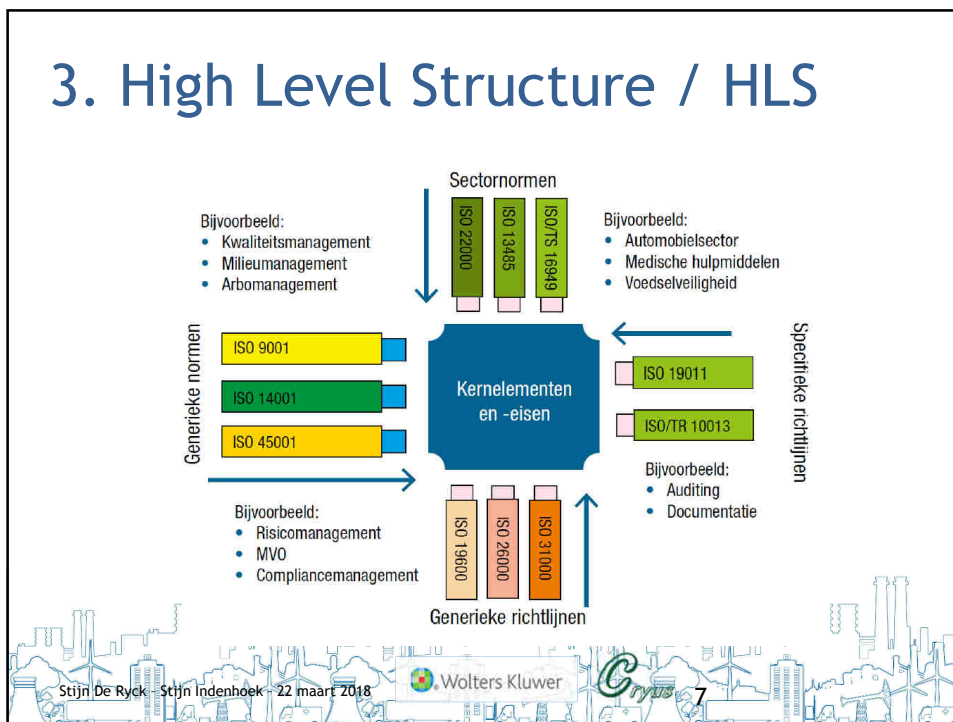 3. High Level Structure / HLS
Sectornormen
Bijvoorbeeld:
• Kwaliteitsmanagement
• Milieumanagement
• Arbomanagement
ISO 22000
ISO 13485
ISO/TS 16949
Bijvoorbeeld:
• Automobielsector
• Medische hulpmiddelen
• Voedselveiligheid
Generieke normen
ISO 9001
ISO 14001
ISO 45001
Kernelementen
en -eisen
ISO 19011
ISO/TR 10013
Specifieke richtlijnen
Bijvoorbeeld:
• Risicomanagement
• MVO
• Compliancemanagement
ISO 19600
ISO 26000
ISO 31000
Bijvoorbeeld:
• Auditing
• Documentatie
Generieke richtlijnen
Stijn De Ryck - Stijn Indenhoek - 22 maart 2018
Wolters Kluwer
Cryus
7